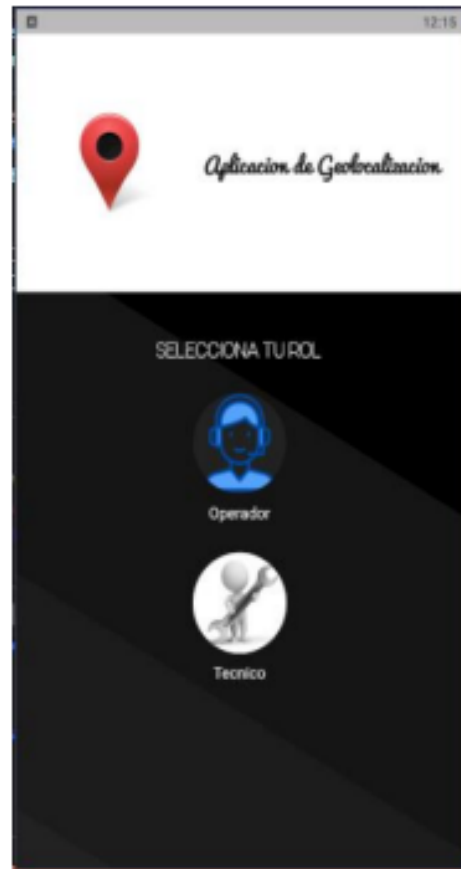 12:15
Aplicacion de Geolocalizacion
SELECCIONA TU ROL
Operador
Tecnico